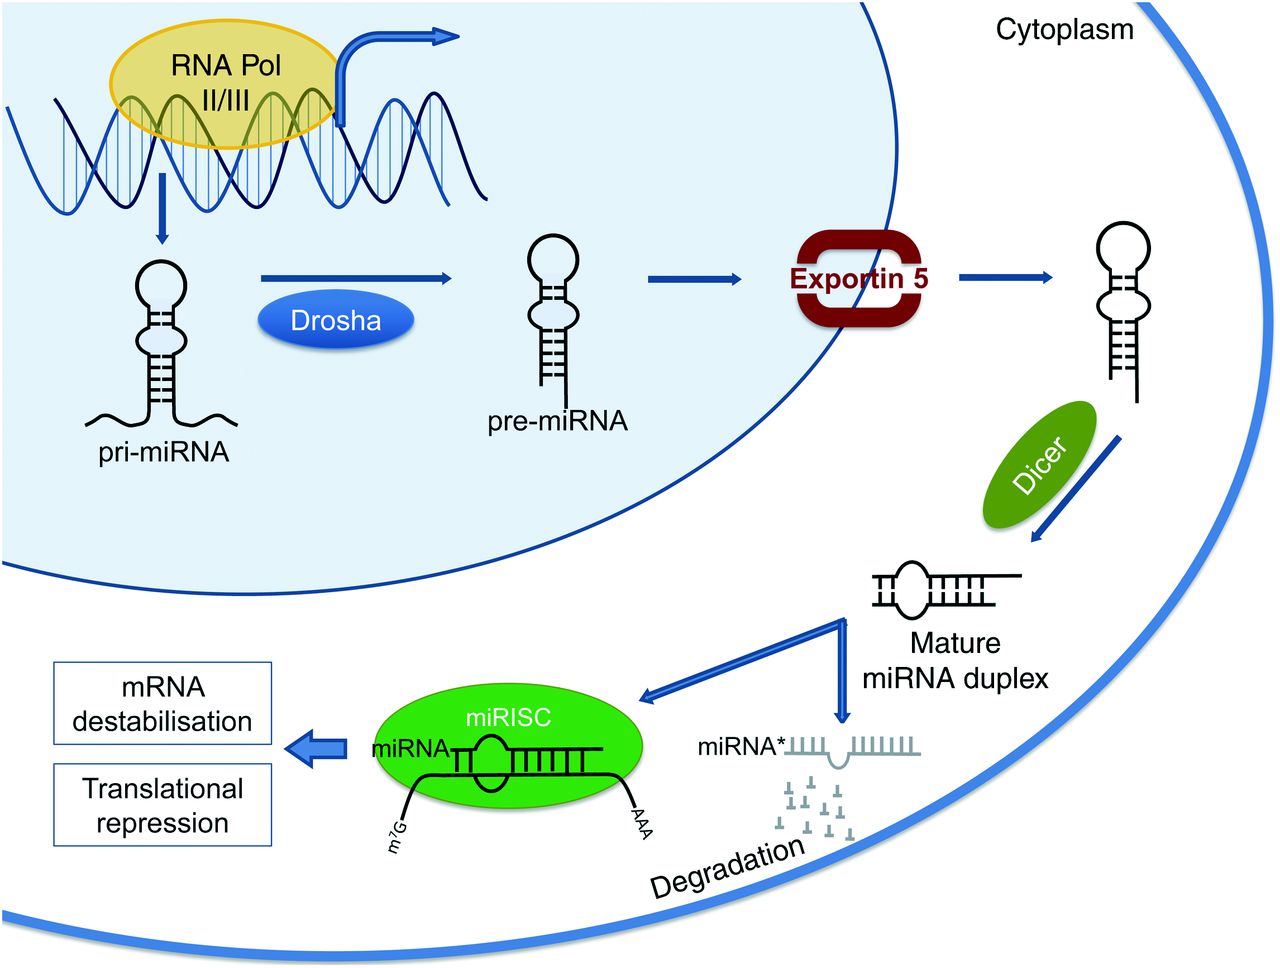 Cytoplasm
RNA Pol
II/III
Exportin 5
Drosha
pre-miRNA
pri-miRNA
Dicer
Mature
miRNA duplex
mRNA
destabilisation
miRISC
miRNA
miRNA*
Translational
repression
m⁷G
AAA
Degradation